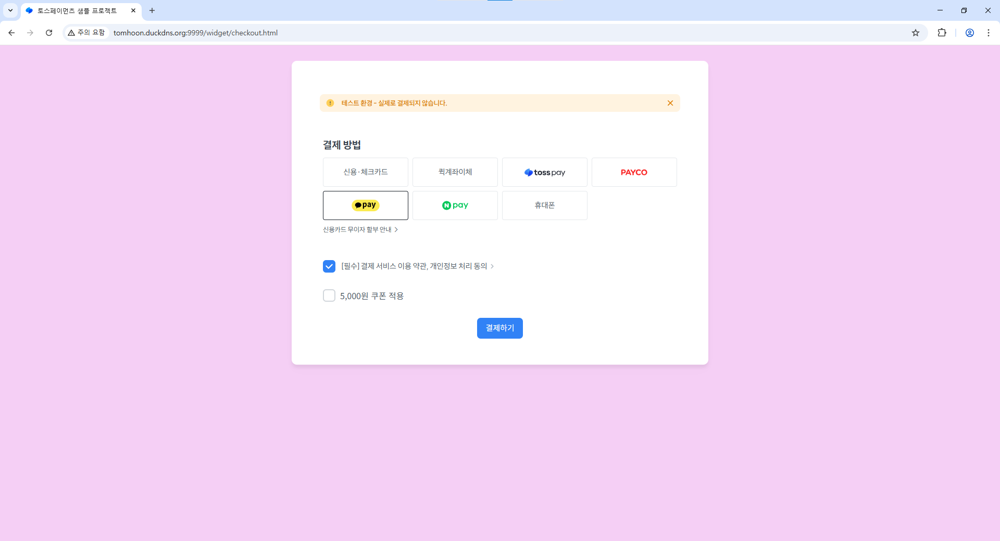 토스페이먼츠 샘플 프로젝트
주의 요함 tomhoon.duckdns.org:9999/widget/checkout.html
테스트 환경 - 실제로 결제되지 않습니다.
결제 방법
신용·체크카드 퀵계좌이체 toss pay PAYCO
pay N pay 휴대폰
신용카드 무이자 할부 안내
[필수] 결제 서비스 이용 약관, 개인정보 처리 동의
5,000원 쿠폰 적용
결제하기